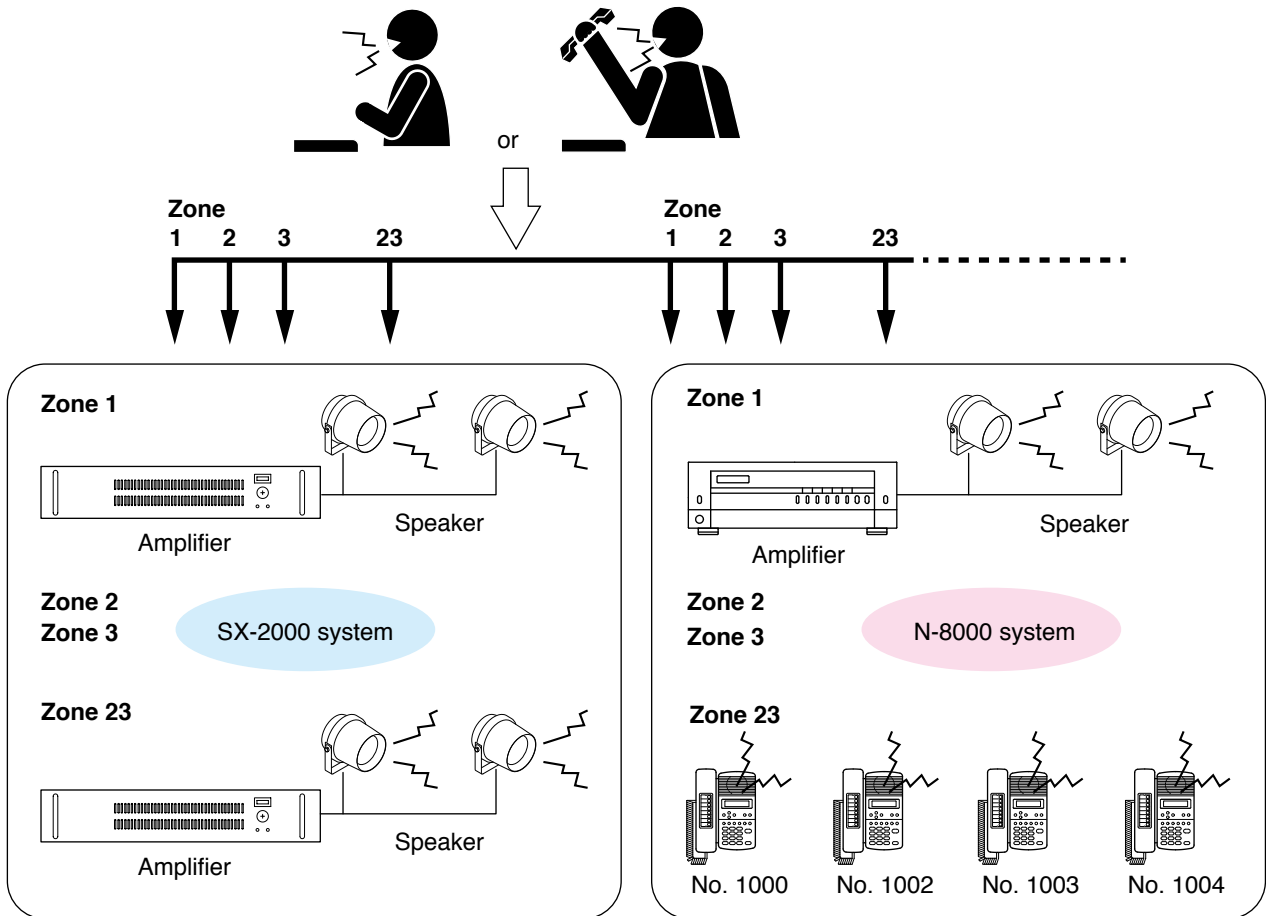 or
Zone
1 2 3 23
Zone
1 2 3 23
Zone 1
Speaker
Amplifier
Zone 2
Zone 3
SX-2000 system
Zone 23
Speaker
Amplifier
Zone 1
Speaker
Amplifier
Zone 2
Zone 3
N-8000 system
Zone 23
No. 1000 No. 1002 No. 1003 No. 1004